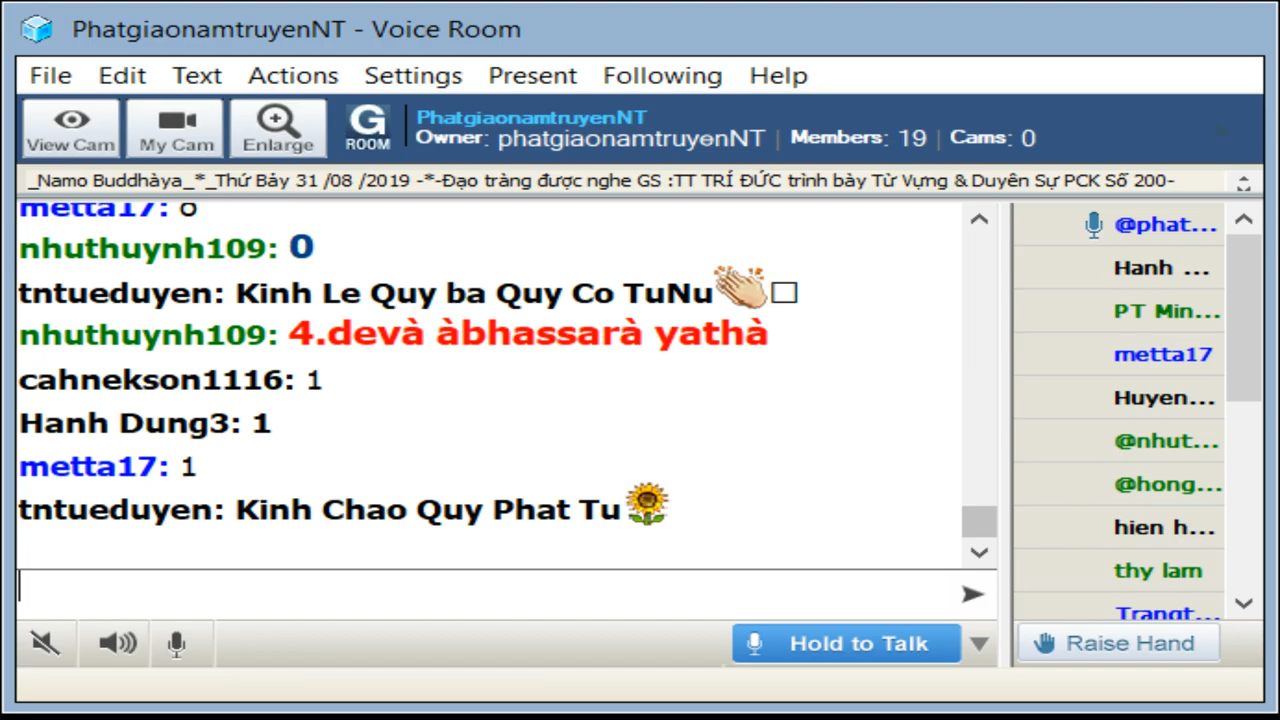 PhatgiaonamtruyenNT - Voice Room
File Edit Text Actions Settings Present Following Help
View Cam My Cam Enlarge G ROOM
PhatgiaonamtruyenNT
Owner: phatgiaonamtruyenNT | Members: 19 | Cams: 0
_Namo Buddhàya_*_Thứ Bảy 31 /08 /2019 -*-Đạo tràng được nghe GS :TT TRÍ ĐỨC trình bày Từ Vựng & Duyên Sự PCK Số 200-
metta17: 0
nhuthuynh109: 0
tntueduyen: Kinh Le Quy ba Quy Co TuNu
nhuthuynh109: 4.devà àbhassarà yathà
cahnekson1116: 1
Hanh Dung3: 1
metta17: 1
tntueduyen: Kinh Chao Quy Phat Tu
@phat...
Hanh ...
PT Min...
metta17
Huyen...
@nhut...
@hong...
hien h...
thy lam
Trangt...
Hold to Talk
Raise Hand